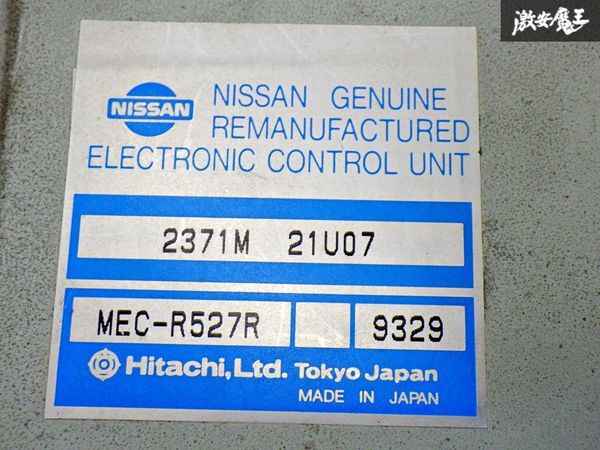 激安魔王
NISSAN
NISSAN GENUINE
REMANUFACTURED
ELECTRONIC CONTROL UNIT
2371M 21U07
MEC-R527R 9329
Hitachi, Ltd. Tokyo Japan
MADE IN JAPAN